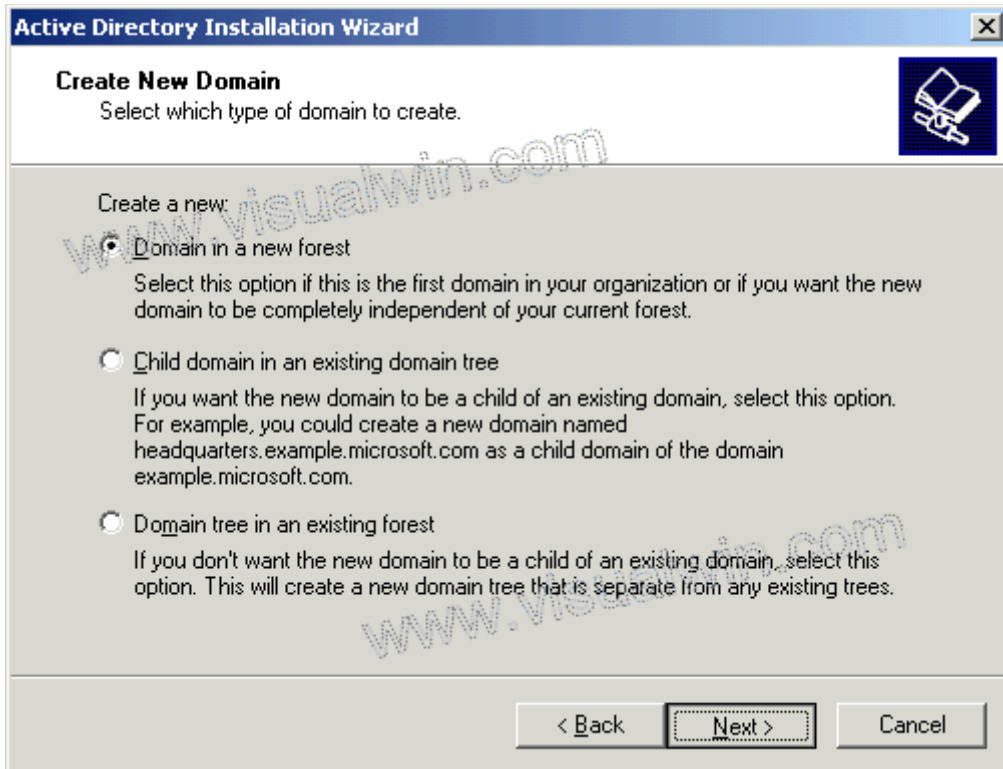 Active Directory Installation Wizard
Create New Domain
Select which type of domain to create.
www.visualwin.com
Create a new:
Domain in a new forest
Select this option if this is the first domain in your organization or if you want the new
domain to be completely independent of your current forest.
Child domain in an existing domain tree
If you want the new domain to be a child of an existing domain, select this option.
For example, you could create a new domain named
headquarters.example.microsoft.com as a child domain of the domain
example.microsoft.com.
Domain tree in an existing forest
If you don't want the new domain to be a child of an existing domain, select this
option. This will create a new domain tree that is separate from any existing trees.
www.visualwin.com
< Back
Next >
Cancel